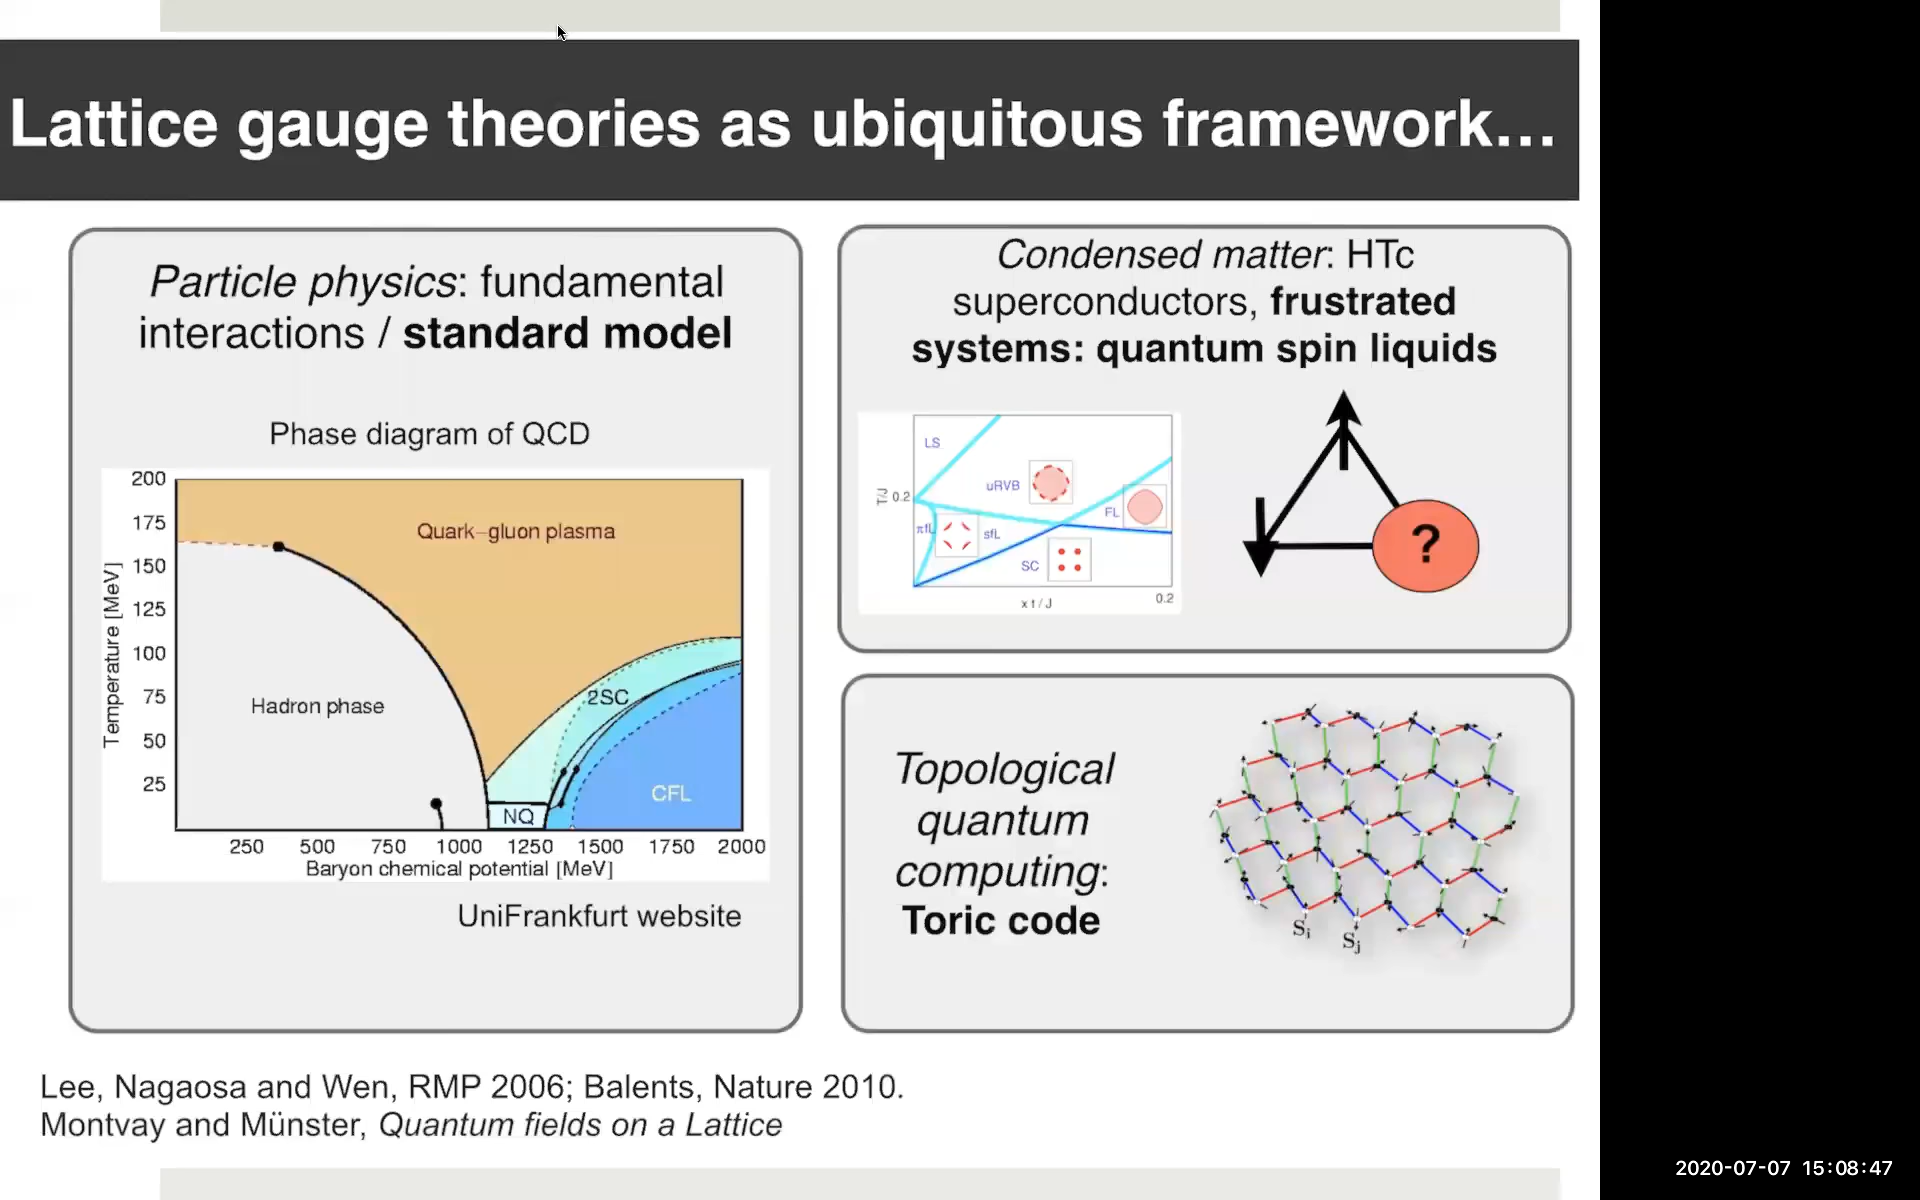 Lattice gauge theories as ubiquitous framework…
Particle physics: fundamental
interactions / standard model
Phase diagram of QCD
200
175
150
125
100
75
50
25
Temperature [MeV]
Quark–gluon plasma
Hadron phase
2SC
NQ
CFL
250 500 750 1000 1250 1500 1750 2000
Baryon chemical potential [MeV]
UniFrankfurt website
Condensed matter: HTc
superconductors, frustrated
systems: quantum spin liquids
LS
uRVB
T/J 0.2
FL
πfL
sfL
SC
x t / J
0.2
?
Topological
quantum
computing:
Toric code
Si
Sj
Lee, Nagaosa and Wen, RMP 2006; Balents, Nature 2010.
Montvay and Münster, Quantum fields on a Lattice
2020-07-07 15:08:47